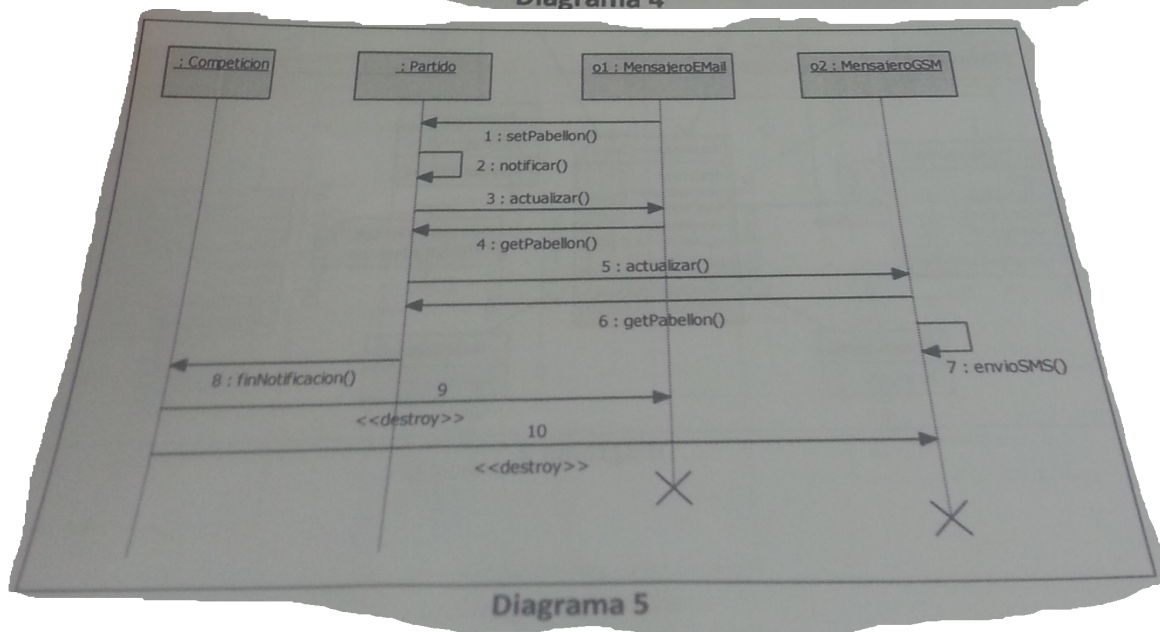 Diagrama 4
: Competicion
: Partido
o1 : MensajeroEMail
o2 : MensajeroGSM
1 : setPabellon()
2 : notificar()
3 : actualizar()
4 : getPabellon()
5 : actualizar()
6 : getPabellon()
7 : envioSMS()
8 : finNotificacion()
9
<<destroy>>
10
<<destroy>>
Diagrama 5